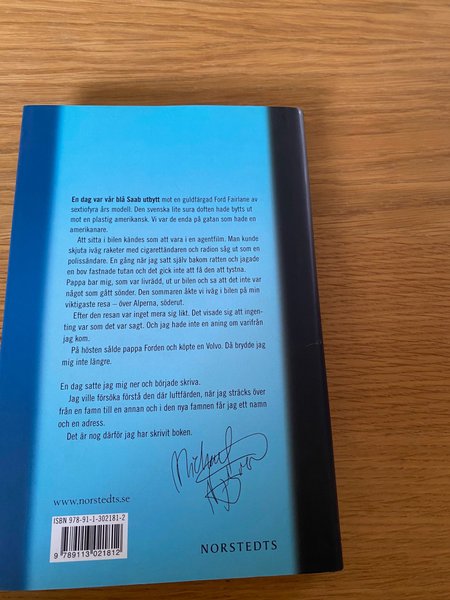 En dag var vår blå Saab utbytt mot en guldfärgad Ford Fairlane av
sextiofyra års modell. Den svenska lite sura doften hade bytts ut
mot en plastig amerikansk. Vi var de enda på gatan som hade en
amerikanare.
Att sitta i bilen kändes som att vara i en agentfilm. Man kunde
skjuta iväg raketer med cigarettändaren och radion såg ut som en
polissändare. En gång när jag satt själv bakom ratten och jagade
en bov fastnade tutan och det gick inte att få den att tystna.
Pappa bar mig, som var livrädd, ut ur bilen och sa att det inte var
något som gått sönder. Den sommaren åkte vi iväg i bilen på min
viktigaste resa – över Alperna, söderut.
Efter den resan var inget mera sig likt. Det visade sig att ingen-
ting var som det var sagt. Och jag hade inte en aning om varifrån
jag kom.
På hösten sålde pappa Forden och köpte en Volvo. Då brydde jag
mig inte längre.
En dag satte jag mig ner och började skriva.
Jag ville försöka förstå den där luftfärden, när jag sträcks över
från en famn till en annan och i den nya famnen får jag ett namn
och en adress.
Det är nog därför jag har skrivit boken.
www.norstedts.se
ISBN 978-91-1-302181-2
9 789113 021812
NORSTEDTS